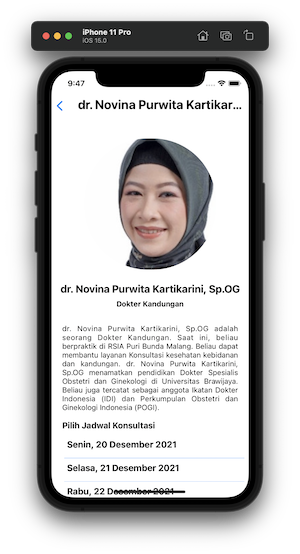 iPhone 11 Pro
iOS 15.0
9:47
dr. Novina Purwita Kartikar...
dr. Novina Purwita Kartikarini, Sp.OG
Dokter Kandungan
dr. Novina Purwita Kartikarini, Sp.OG adalah
seorang Dokter Kandungan. Saat ini, beliau
berpraktik di RSIA Puri Bunda Malang. Beliau dapat
membantu layanan Konsultasi kesehatan kebidanan
dan kandungan. dr. Novina Purwita Kartikarini,
Sp.OG menamatkan pendidikan Dokter Spesialis
Obstetri dan Ginekologi di Universitas Brawijaya.
Beliau juga tercatat sebagai anggota Ikatan Dokter
Indonesia (IDI) dan Perkumpulan Obstetri dan
Ginekologi Indonesia (POGI).
Pilih Jadwal Konsultasi
Senin, 20 Desember 2021
Selasa, 21 Desember 2021
Rabu, 22 Desember 2021